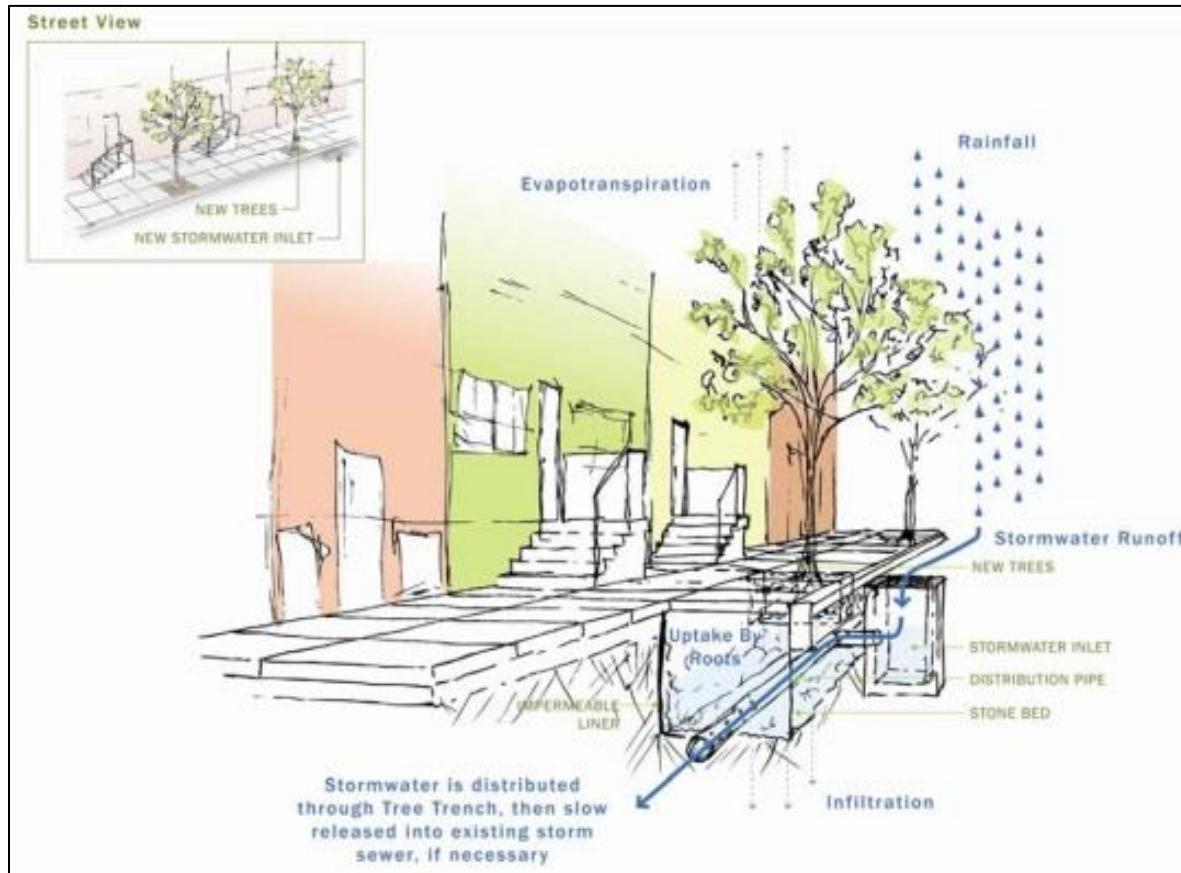 Street View
NEW TREES
NEW STORMWATER INLET
Rainfall
Evapotranspiration
Stormwater Runoff
NEW TREES
Uptake By
Roots
STORMWATER INLET
DISTRIBUTION PIPE
IMPERMEABLE
LINER
STONE BED
Stormwater is distributed
through Tree Trench, then slow
released into existing storm
sewer, if necessary
Infiltration